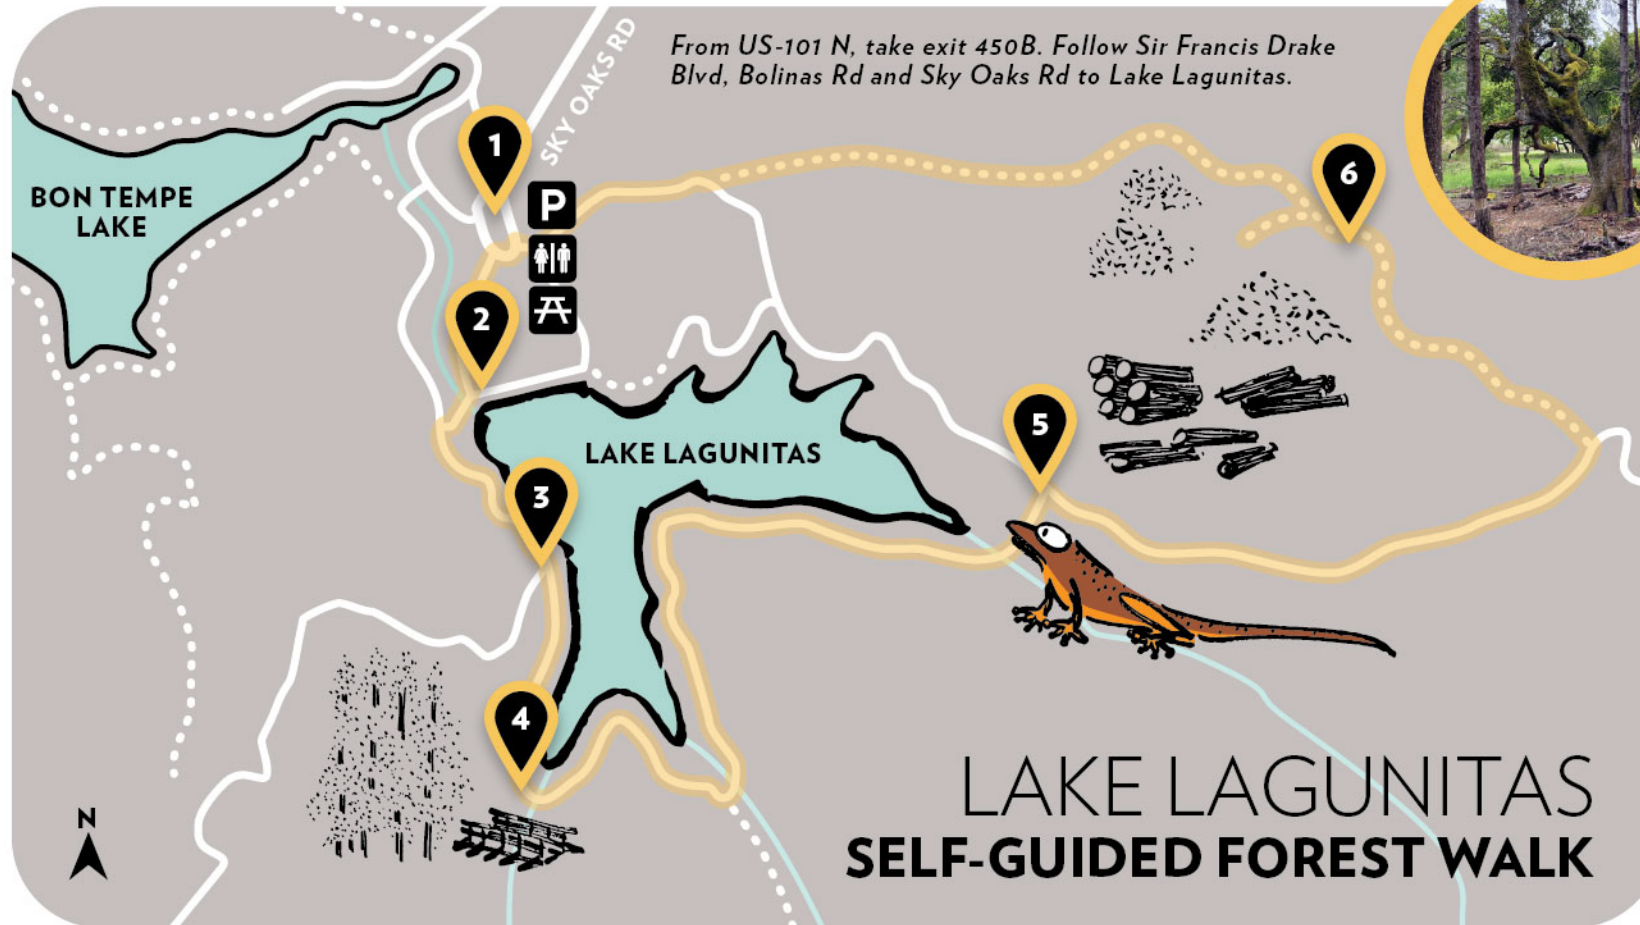 From US-101 N, take exit 450B. Follow Sir Francis Drake
Blvd, Bolinas Rd and Sky Oaks Rd to Lake Lagunitas.
SKY OAKS RD
1
P
6
BON TEMPE
LAKE
2
5
LAKE LAGUNITAS
3
4
N
LAKE LAGUNITAS
SELF-GUIDED FOREST WALK